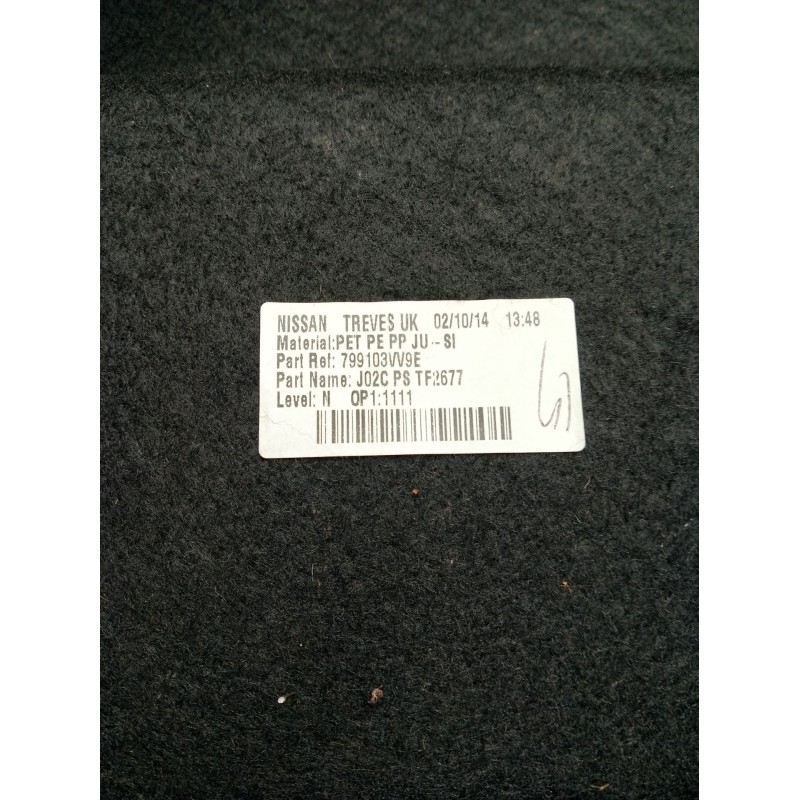 NISSAN TREVES UK 02/10/14 13:48
Material:PET PE PP JU -- SI
Part Ref: 799103VV9E
Part Name: J02C PS TF2677
Level: N OP1:1111